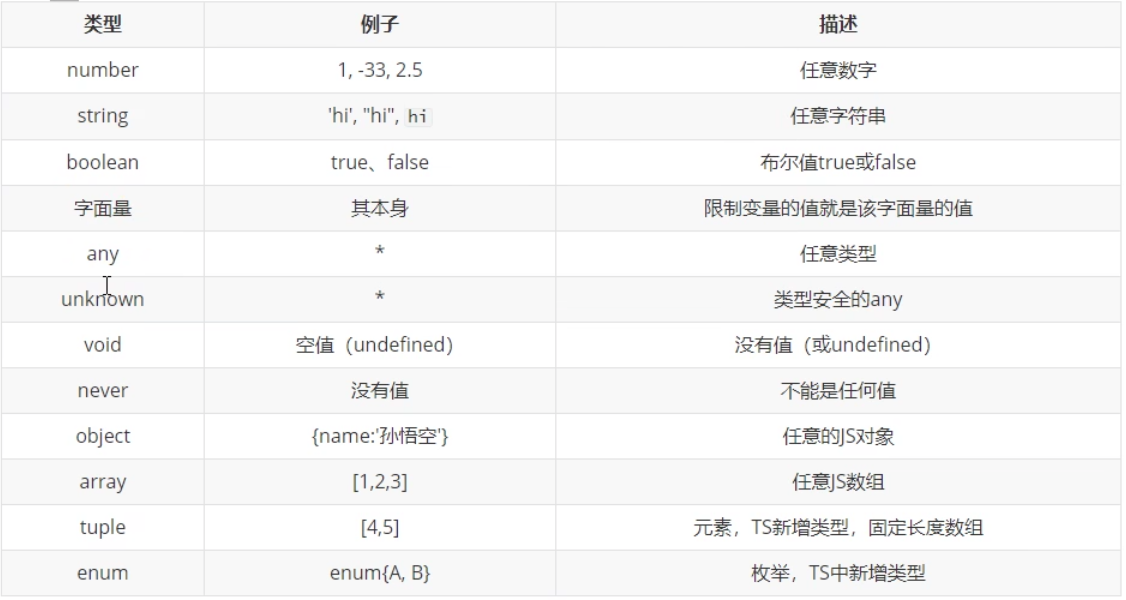 类型 例子 描述
number 1, -33, 2.5 任意数字
string 'hi', "hi", hi 任意字符串
boolean true、false 布尔值true或false
字面量 其本身 限制变量的值就是该字面量的值
any * 任意类型
unknown * 类型安全的any
void 空值（undefined） 没有值（或undefined）
never 没有值 不能是任何值
object {name:'孙悟空'} 任意的JS对象
array [1,2,3] 任意JS数组
tuple [4,5] 元素，TS新增类型，固定长度数组
enum enum{A, B} 枚举，TS中新增类型